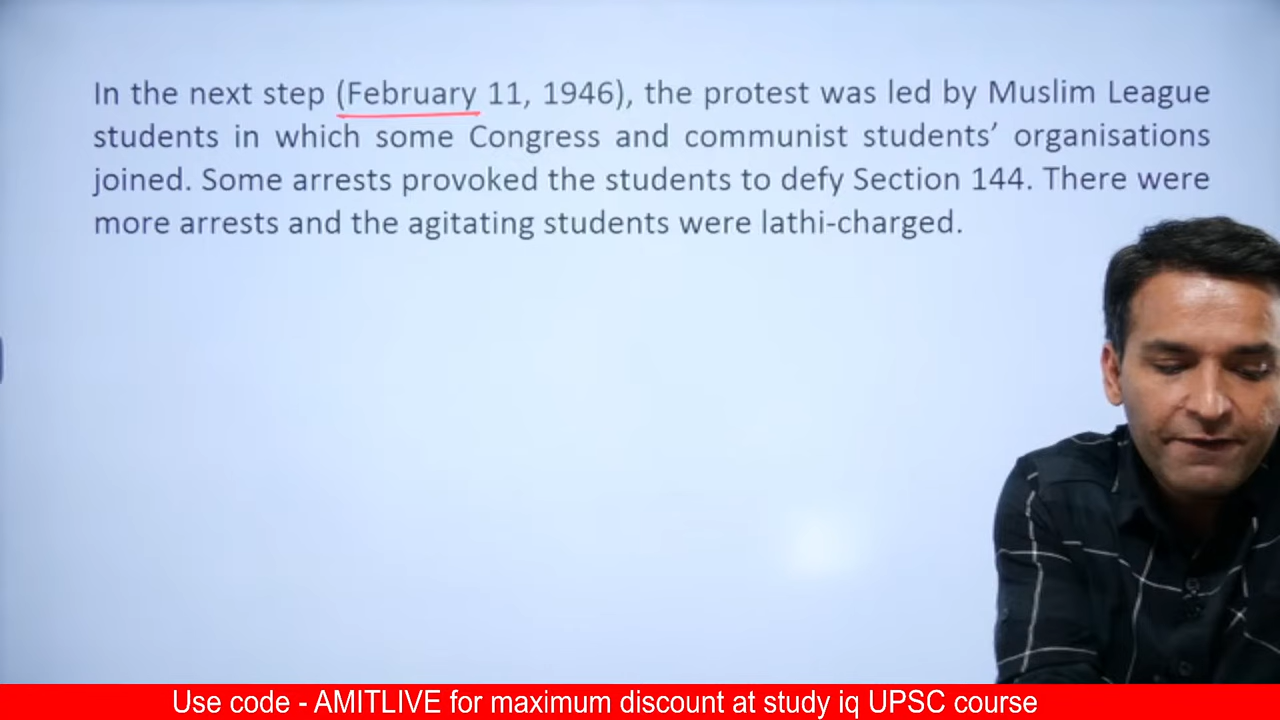 In the next step (February 11, 1946), the protest was led by Muslim League
students in which some Congress and communist students’ organisations
joined. Some arrests provoked the students to defy Section 144. There were
more arrests and the agitating students were lathi-charged.
Use code - AMITLIVE for maximum discount at study iq UPSC course